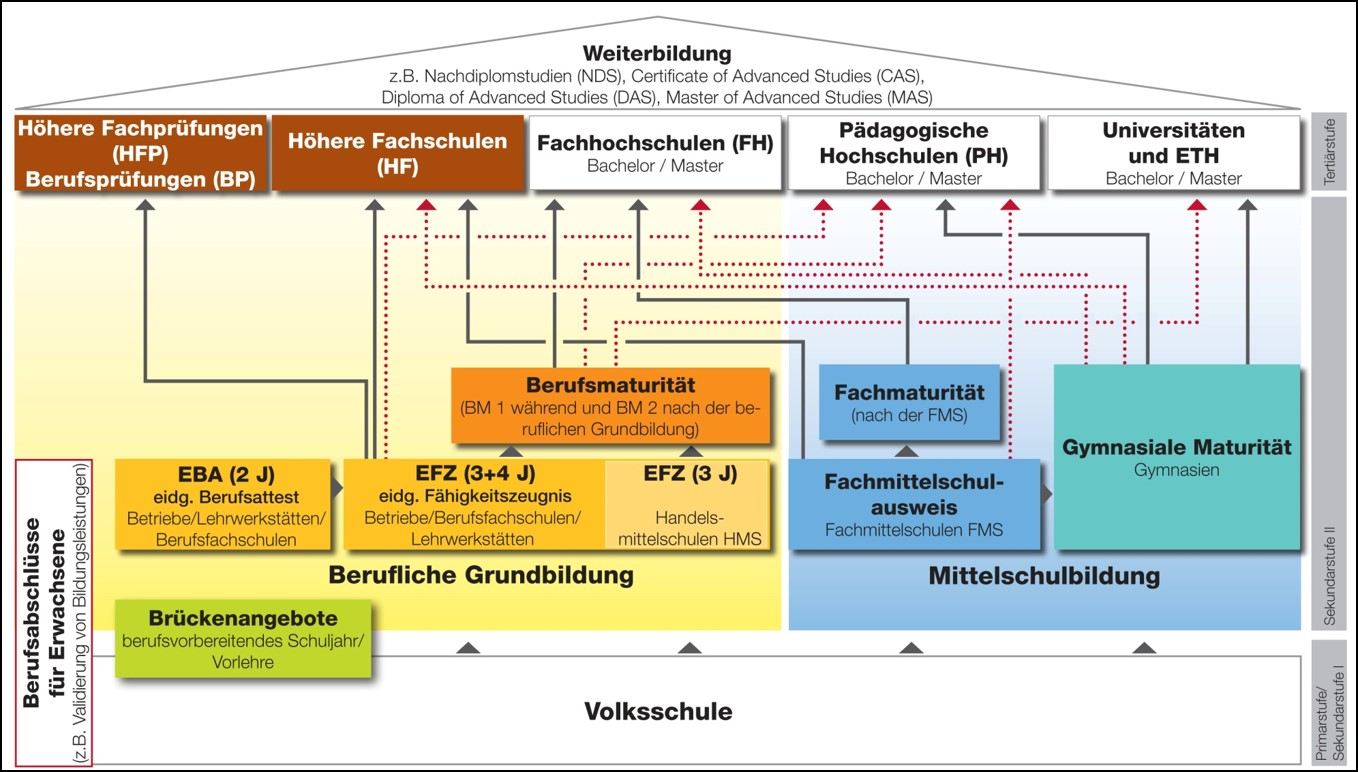 Weiterbildung
z.B. Nachdiplomstudien (NDS), Certificate of Advanced Studies (CAS),
Diploma of Advanced Studies (DAS), Master of Advanced Studies (MAS)
Höhere Fachprüfungen
(HFP)
Berufsprüfungen (BP)
Höhere Fachschulen
(HF)
Fachhochschulen (FH)
Bachelor / Master
Pädagogische
Hochschulen (PH)
Bachelor / Master
Universitäten
und ETH
Bachelor / Master
Tertiärstufe
Berufsmaturität
(BM 1 während und BM 2 nach der be-
ruflichen Grundbildung)
Fachmaturität
(nach der FMS)
Gymnasiale Maturität
Gymnasien
EBA (2 J)
eidg. Berufsattest
Betriebe/Lehrwerkstätten/
Berufsfachschulen
EFZ (3+4 J)
eidg. Fähigkeitszeugnis
Betriebe/Berufsfachschulen/
Lehrwerkstätten
EFZ (3 J)
Handels-
mittelschulen HMS
Fachmittelschul-
ausweis
Fachmittelschulen FMS
Berufliche Grundbildung
Mittelschulbildung
Sekundarstufe II
Brückenangebote
berufsvorbereitendes Schuljahr/
Vorlehre
Berufsabschlüsse
für Erwachsene
(z.B. Validierung von Bildungsleistungen)
Volksschule
Primarstufe/
Sekundarstufe I